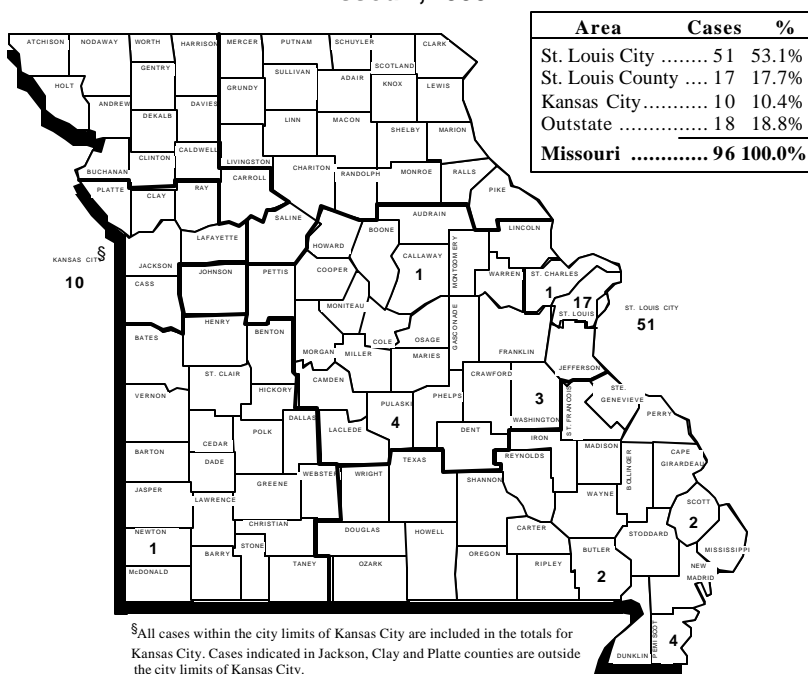 Area Cases %
St. Louis City ........ 51 53.1%
St. Louis County .... 17 17.7%
Kansas City............ 10 10.4%
Outstate ................ 18 18.8%
Missouri ............. 96 100.0%
ATCHISON NODAWAY WORTH HARRISON MERCER PUTNAM SCHUYLER CLARK
SCOTLAND
GENTRY SULLIVAN ADAIR KNOX LEWIS
HOLT GRUNDY
ANDREW DAVIES
DEKALB LINN MACON SHELBY MARION
CLINTON CALDWELL LIVINGSTON CHARITON RANDOLPH MONROE RALLS
BUCHANAN CARROLL
PLATTE CLAY RAY PIKE
SALINE AUDRAIN
LAFAYETTE HOWARD BOONE MONTGOMERY LINCOLN
KANSAS CITY§ CALLAWAY
10 JACKSON JOHNSON PETTIS COOPER 1 WARREN ST. CHARLES
CASS 1 17
MONITEAU ST. LOUIS ST. LOUIS CITY
51
HENRY GASCONADE
BATES BENTON COLE OSAGE
MORGAN MILLER MARIES FRANKLIN
ST. CLAIR CAMDEN CRAWFORD JEFFERSON
VERNON HICKORY PULASKI PHELPS 3 STE.
GENEVIEVE
4 WASHINGTON ST. FRANCOIS PERRY
DALLAS LACLEDE DENT
POLK IRON
BARTON CEDAR MADISON CAPE
GIRARDEAU
DADE TEXAS REYNOLDS BOLLINGER
WEBSTER WRIGHT SHANNON
JASPER GREENE WAYNE
LAWRENCE SCOTT
2
NEWTON CHRISTIAN DOUGLAS HOWELL CARTER STODDARD
1 STONE BUTLER MISSISSIPPI
BARRY OREGON RIPLEY NEW
MADRID
McDONALD TANEY OZARK 2
DUNKLIN PEMISCOT 4
§All cases within the city limits of Kansas City are included in the totals for
Kansas City. Cases indicated in Jackson, Clay and Platte counties are outside
the city limits of Kansas City.